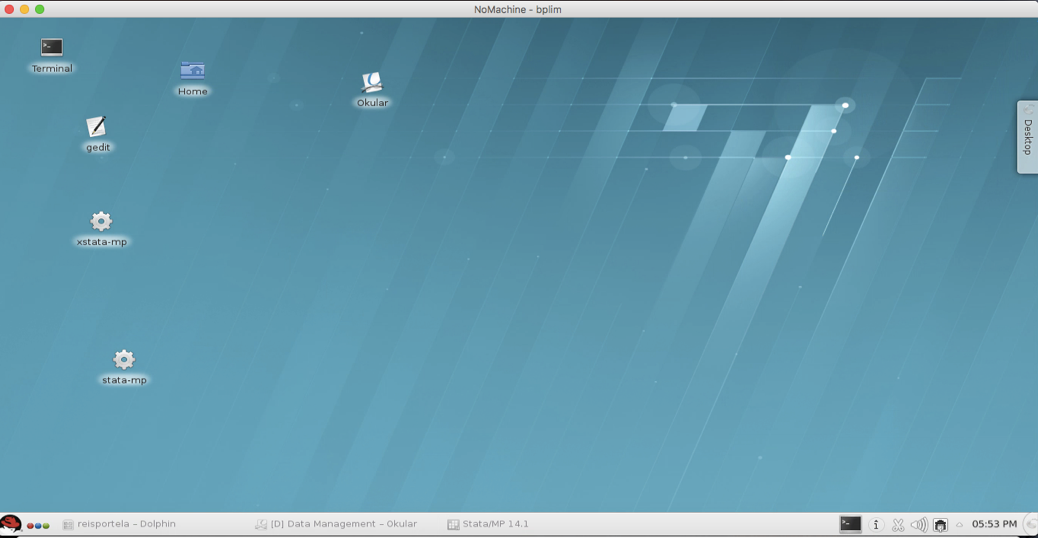 NoMachine - bplim
Terminal
Home
Okular
gedit
Desktop
xstata-mp
stata-mp
reisportela – Dolphin
[D] Data Management – Okular
Stata/MP 14.1
05:53 PM